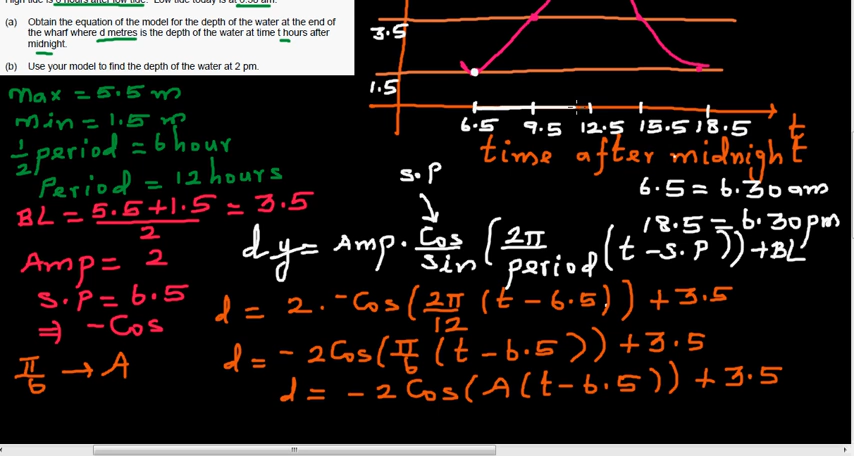 High tide is 6 hours after low tide. Low tide today is at 6:30 am.
(a) Obtain the equation of the model for the depth of the water at the end of
the wharf where d metres is the depth of the water at time t hours after
midnight.
(b) Use your model to find the depth of the water at 2 pm.
3.5
1.5
6.5 9.5 12.5 15.5 18.5 t
time after midnight
max = 5.5 m
min = 1.5 m
1/2 period = 6 hour
Period = 12 hours
BL = (5.5+1.5)/2 = 3.5
Amp = 2
S.P = 6.5
⇒ -Cos
π/6 → A
S.P
6.5 = 6.30am
18.5 = 6.30pm
d y = Amp. Cos/Sin (2π/period (t - S.P)) + BL
d = 2.-Cos(2π/12 (t - 6.5)) + 3.5
d = -2Cos(π/6 (t - 6.5)) + 3.5
d = -2Cos(A(t - 6.5)) + 3.5